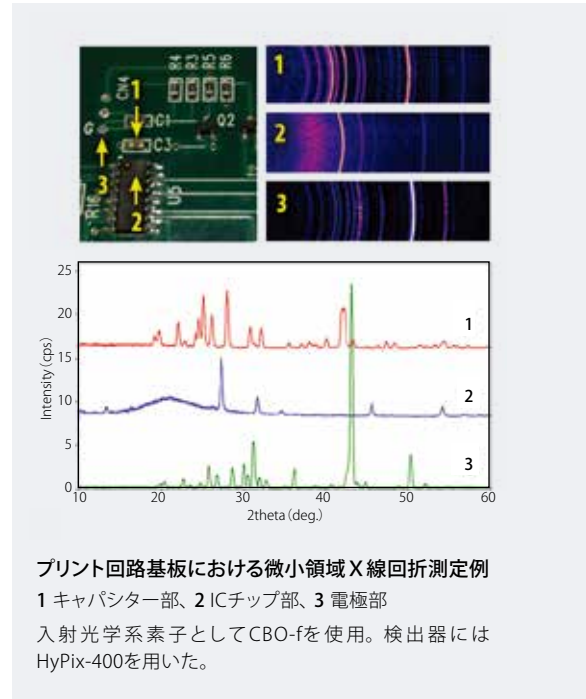 CN4
R4
R3
R5
R6
1
G
C1
Q2
C3
3
2
U5
R16
1
2
3
25
20
15
10
5
0
Intensity (cps)
1
2
3
10 20 30 40 50 60
2theta (deg.)
プリント回路基板における微小領域X線回折測定例
1 キャパシター部、2 ICチップ部、3 電極部
入射光学系素子としてCBO-fを使用。検出器には
HyPix-400を用いた。